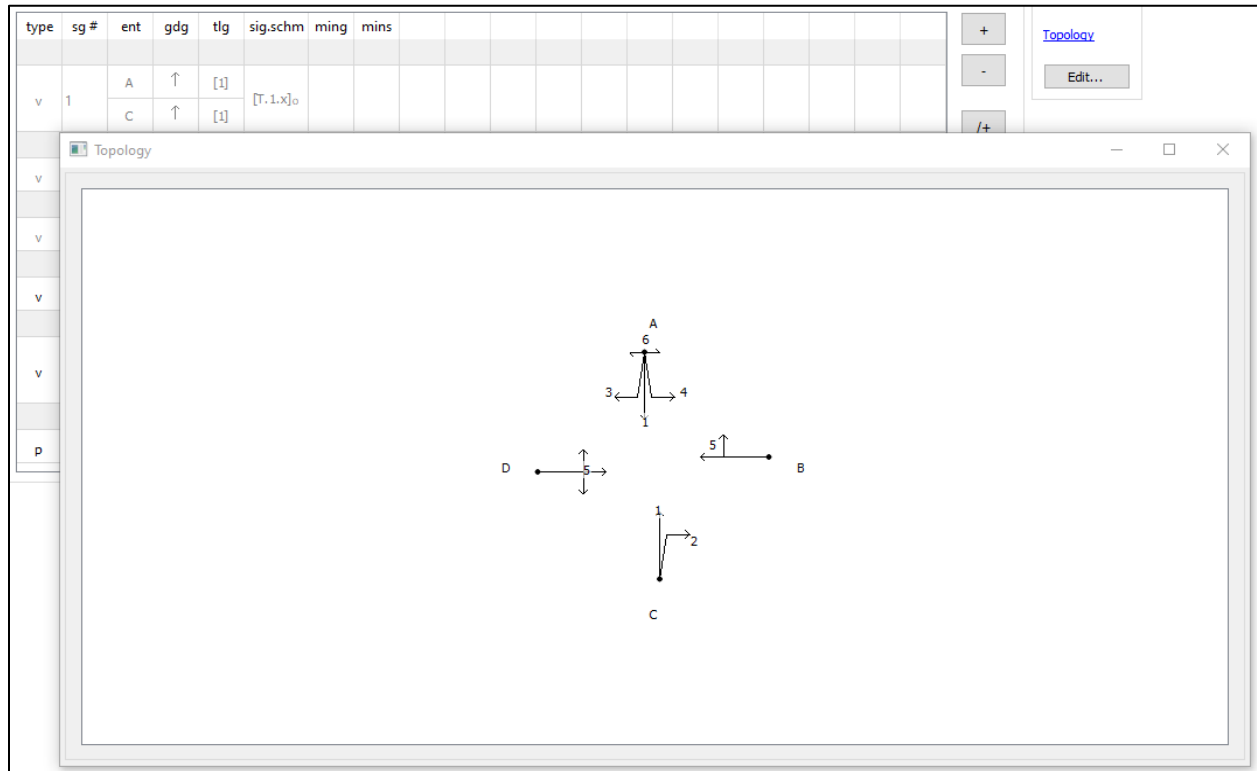 type sg # ent gdg tlg sig.schm ming mins
+
Topology
-
Edit...
A ↑ [1]
v 1 [T.1.x]o
C ↑ [1]
/+
Topology
v
v
v
v
p
A
6
3 4
1
5
D 5 B
1.
2
C